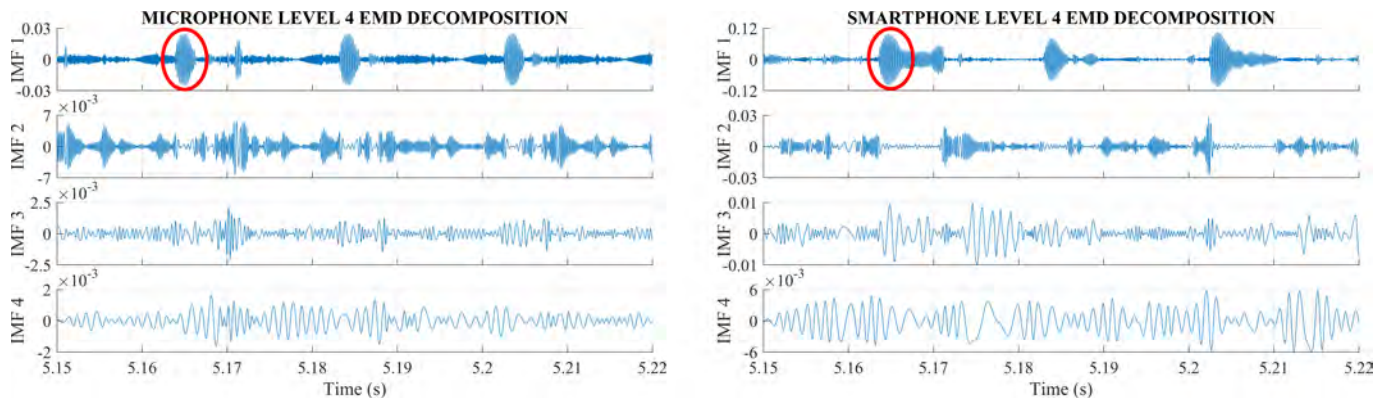 MICROPHONE LEVEL 4 EMD DECOMPOSITION
IMF 1
0.03
0
-0.03
×10-3
IMF 2
7
0
-7
×10-3
IMF 3
2.5
0
-2.5
×10-3
IMF 4
2
0
-2
5.15 5.16 5.17 5.18 5.19 5.2 5.21 5.22
Time (s)
SMARTPHONE LEVEL 4 EMD DECOMPOSITION
IMF 1
0.12
0
-0.12
IMF 2
0.03
0
-0.03
IMF 3
0.01
0
-0.01
×10-3
IMF 4
6
0
-6
5.15 5.16 5.17 5.18 5.19 5.2 5.21 5.22
Time (s)